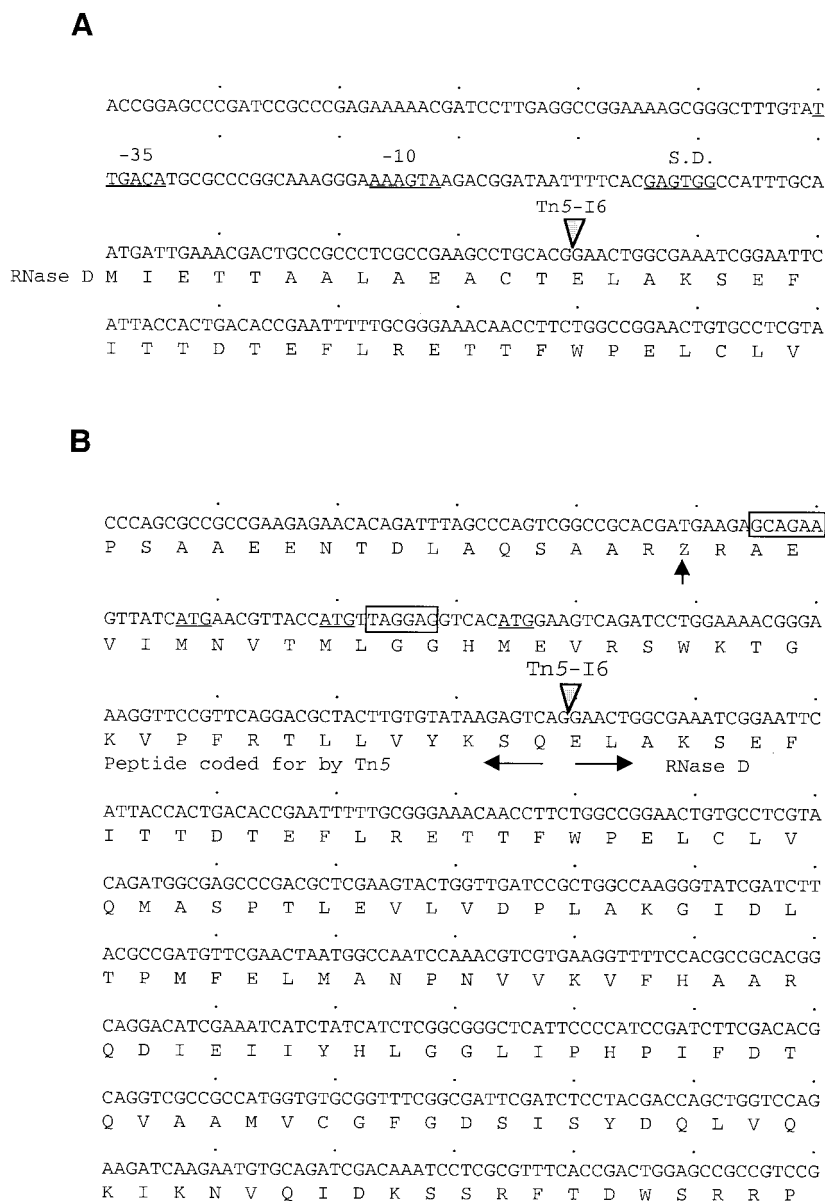 A
ACCGGAGCCCGATCCGCCCGAGAAAAACGATCCTTGAGGCCGGAAAAGCGGGCTTTGTAT
-35 -10 S.D.
TGACATGCGCCCGGCAAAGGGAAAAGTAAGACGGATAATTTTCACGAGTGGCCATTTGCA
Tn5-I6
ATGATTGAAACGACTGCCGCCCTCGCCGAAGCCTGCACGGAACTGGCGAAATCGGAATTC
RNase D M I E T T A A L A E A C T E L A K S E F
ATTACCACTGACACCGAATTTTTGCGGGAAACAACCTTCTGGCCGGAACTGTGCCTCGTA
I T T D T E F L R E T T F W P E L C L V
B
CCCAGCGCCGCCGAAGAGAACACAGATTTAGCCCAGTCGGCCGCACGATGAAGAGCAGAA
P S A A E E N T D L A Q S A A R Z R A E
GTTATCATGAACGTTACCATGTTAGGAGGTCACATGGAAGTCAGATCCTGGAAAACGGGA
V I M N V T M L G G H M E V R S W K T G
Tn5-I6
AAGGTTCCGTTCAGGACGCTACTTGTGTATAAGAGTCAGGAACTGGCGAAATCGGAATTC
K V P F R T L L V Y K S Q E L A K S E F
Peptide coded for by Tn5 RNase D
ATTACCACTGACACCGAATTTTTGCGGGAAACAACCTTCTGGCCGGAACTGTGCCTCGTA
I T T D T E F L R E T T F W P E L C L V
CAGATGGCGAGCCCGACGCTCGAAGTACTGGTTGATCCGCTGGCCAAGGGTATCGATCTT
Q M A S P T L E V L V D P L A K G I D L
ACGCCGATGTTCGAACTAATGGCCAATCCAAACGTCGTGAAGGTTTTCCACGCCGCACGG
T P M F E L M A N P N V V K V F H A A R
CAGGACATCGAAATCATCTATCATCTCGGCGGGCTCATTCCCCATCCGATCTTCGACACG
Q D I E I I Y H L G G L I P H P I F D T
CAGGTCGCCGCCATGGTGTGCGGTTTCGGCGATTCGATCTCCTACGACCAGCTGGTCCAG
Q V A A M V C G F G D S I S Y D Q L V Q
AAGATCAAGAATGTGCAGATCGACAAATCCTCGCGTTTCACCGACTGGAGCCGCCGTCCG
K I K N V Q I D K S S R F T D W S R R P